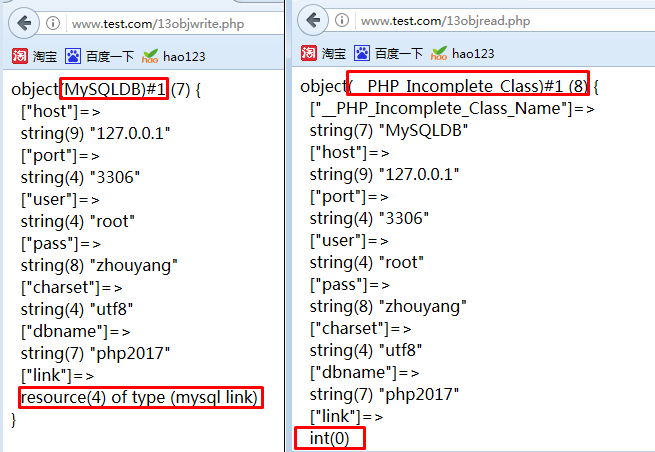 www.test.com/13objwrite.php
淘宝 百度一下 hao123
object(MySQLDB)#1 (7) {
["host"]=>
string(9) "127.0.0.1"
["port"]=>
string(4) "3306"
["user"]=>
string(4) "root"
["pass"]=>
string(8) "zhouyang"
["charset"]=>
string(4) "utf8"
["dbname"]=>
string(7) "php2017"
["link"]=>
resource(4) of type (mysql link)
}
www.test.com/13objread.php
淘宝 百度一下 hao123
object(__PHP_Incomplete_Class)#1 (8) {
["__PHP_Incomplete_Class_Name"]=>
string(7) "MySQLDB"
["host"]=>
string(9) "127.0.0.1"
["port"]=>
string(4) "3306"
["user"]=>
string(4) "root"
["pass"]=>
string(8) "zhouyang"
["charset"]=>
string(4) "utf8"
["dbname"]=>
string(7) "php2017"
["link"]=>
int(0)